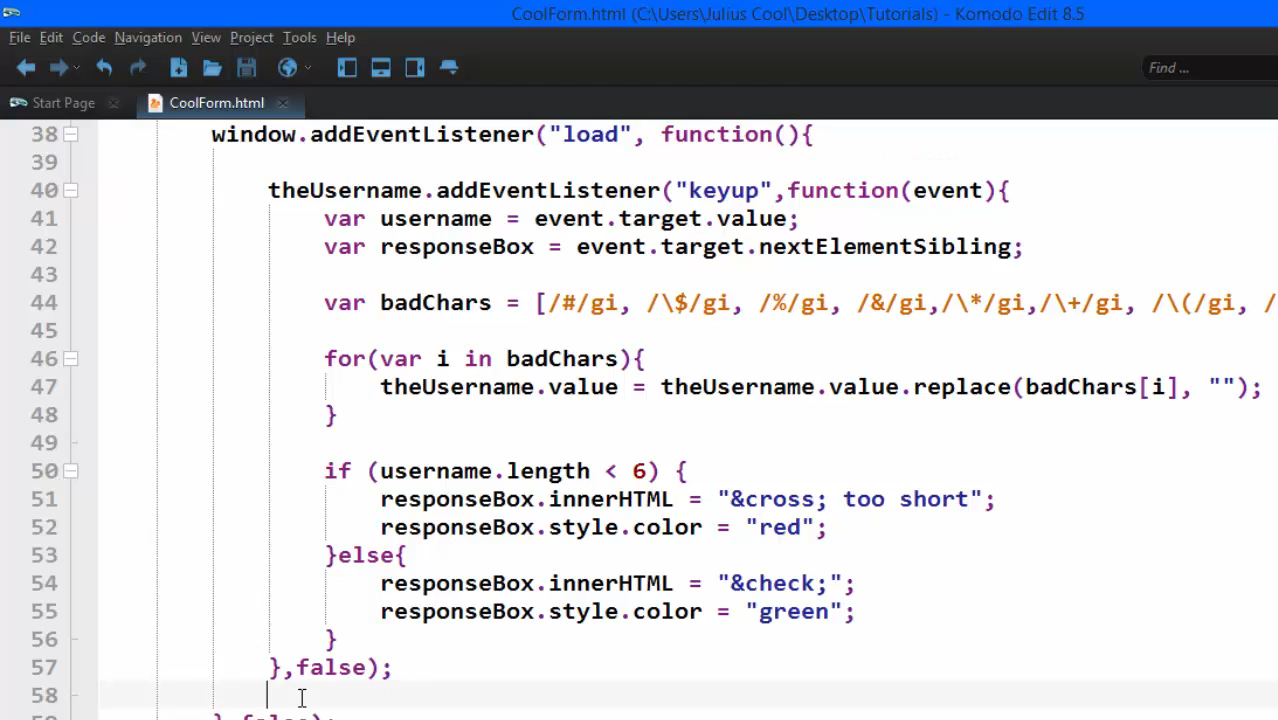 CoolForm.html (C:\Users\Julius Cool\Desktop\Tutorials) - Komodo Edit 8.5
File Edit Code Navigation View Project Tools Help
Find ...
Start Page CoolForm.html
38 window.addEventListener("load", function(){
39
40 theUsername.addEventListener("keyup",function(event){
41 var username = event.target.value;
42 var responseBox = event.target.nextElementSibling;
43
44 var badChars = [/#/gi, /\$/gi, /%/gi, /&/gi,/\*/gi,/\+/gi, /\(/gi, /
45
46 for(var i in badChars){
47 theUsername.value = theUsername.value.replace(badChars[i], "");
48 }
49
50 if (username.length < 6) {
51 responseBox.innerHTML = "&cross; too short";
52 responseBox.style.color = "red";
53 }else{
54 responseBox.innerHTML = "&check;";
55 responseBox.style.color = "green";
56 }
57 },false);
58